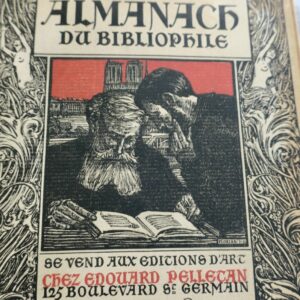 ALMANACH
DU BIBLIOPHILE
SE VEND AUX EDITIONS D'ART
CHEZ EDOUARD PELLETAN
125 BOULEVARD St GERMAIN